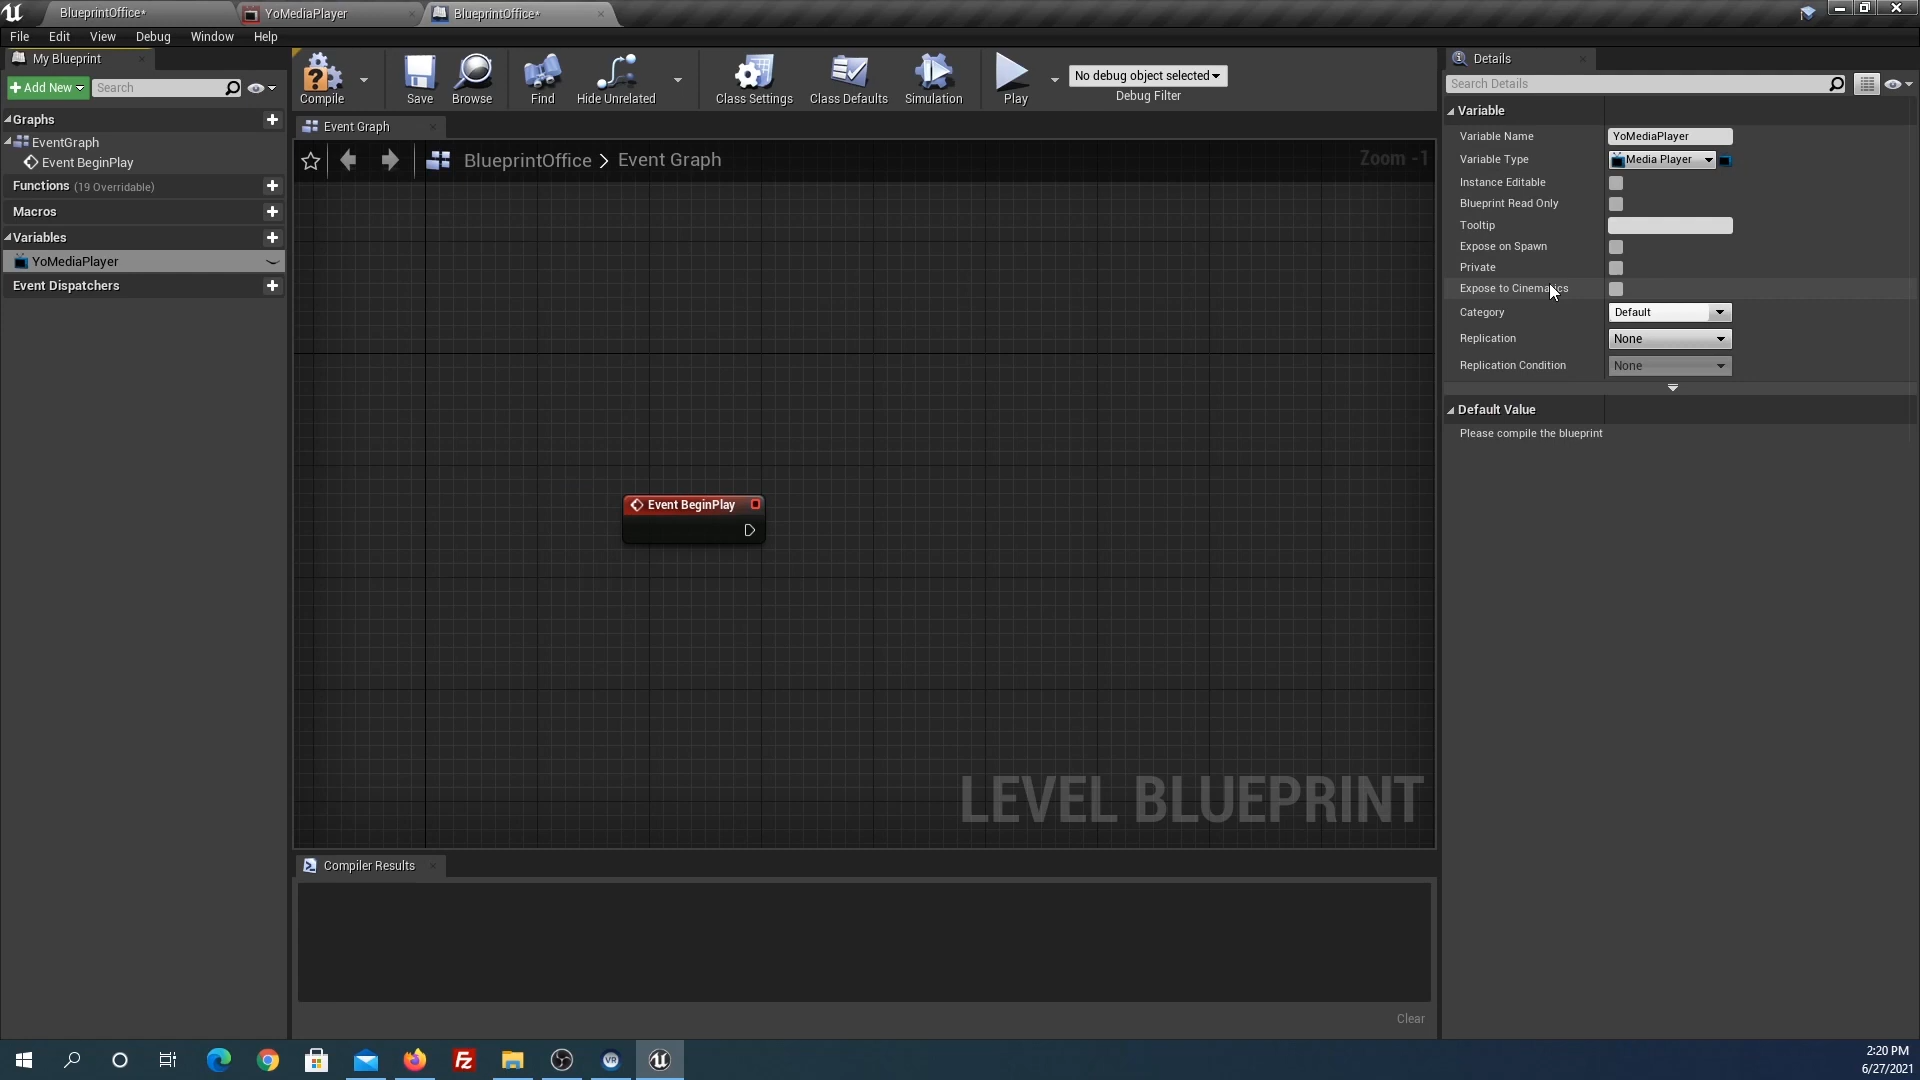 BlueprintOffice*
YoMediaPlayer
BlueprintOffice*
File Edit View Debug Window Help
My Blueprint
Add New
Search
Graphs
EventGraph
Event BeginPlay
Functions (19 Overridable)
Macros
Variables
YoMediaPlayer
Event Dispatchers
Compile
Save
Browse
Find
Hide Unrelated
Class Settings
Class Defaults
Simulation
Play
No debug object selected
Debug Filter
Event Graph
BlueprintOffice > Event Graph
Zoom -1
Event BeginPlay
LEVEL BLUEPRINT
Compiler Results
Clear
Details
Search Details
Variable
Variable Name YoMediaPlayer
Variable Type Media Player
Instance Editable
Blueprint Read Only
Tooltip
Expose on Spawn
Private
Expose to Cinematics
Category Default
Replication None
Replication Condition None
Default Value
Please compile the blueprint
2:20 PM
6/27/2021